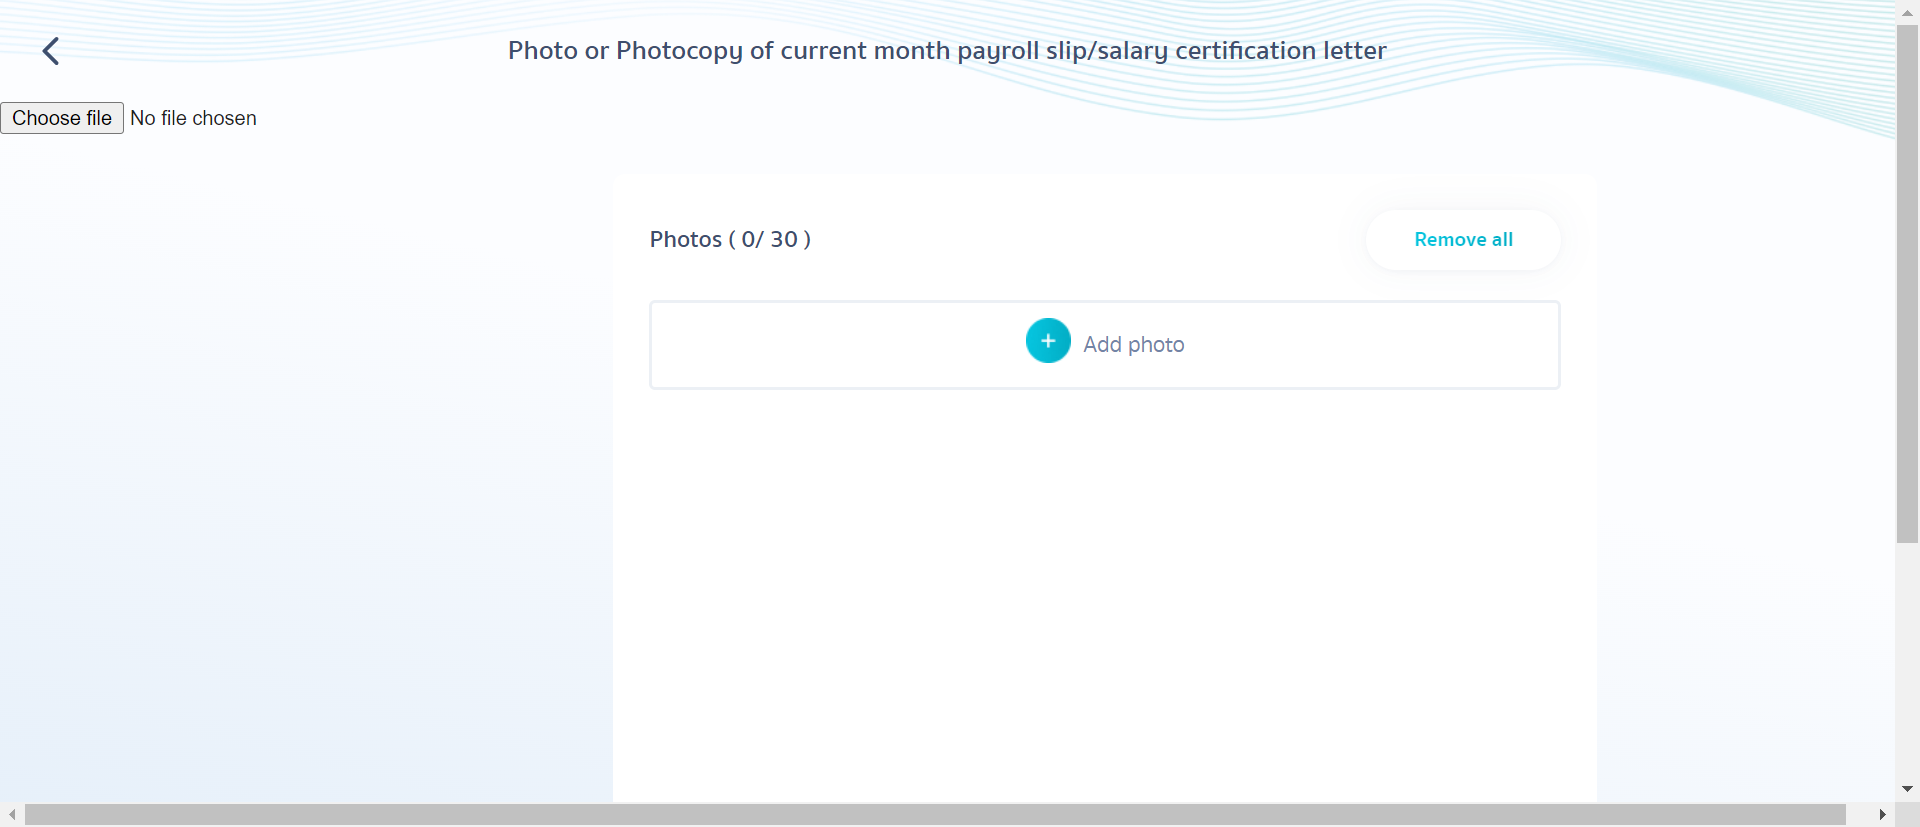 Photo or Photocopy of current month payroll slip/salary certification letter
Choose file No file chosen
Photos ( 0/ 30 )
Remove all
+ Add photo